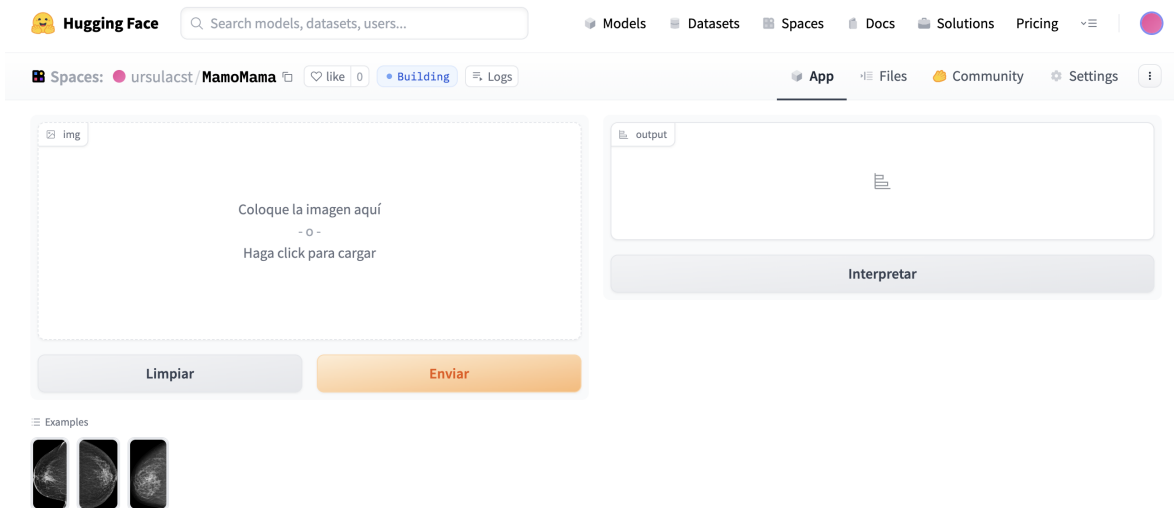 Hugging Face
Search models, datasets, users...
Models
Datasets
Spaces
Docs
Solutions
Pricing
Spaces:
ursulacst/MamoMama
like
0
Building
Logs
App
Files
Community
Settings
img
Coloque la imagen aquí
- o -
Haga click para cargar
Limpiar
Enviar
output
Interpretar
Examples